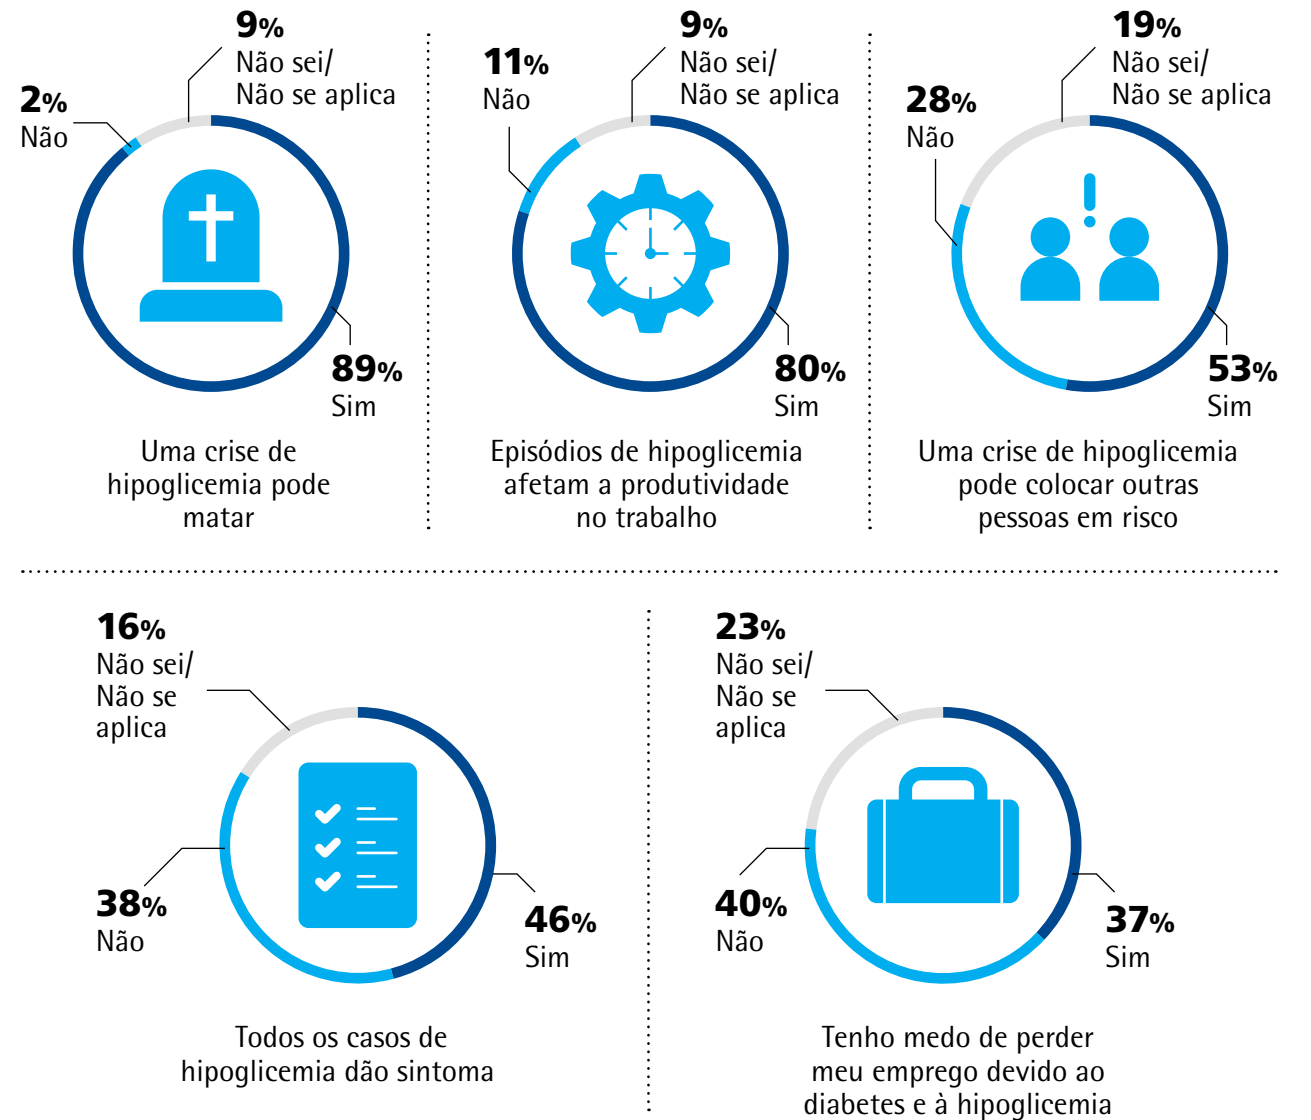 9%
Não sei/
Não se aplica
2%
Não
89%
Sim
Uma crise de
hipoglicemia pode
matar
9%
Não sei/
Não se aplica
11%
Não
80%
Sim
Episódios de hipoglicemia
afetam a produtividade
no trabalho
19%
Não sei/
Não se aplica
28%
Não
53%
Sim
Uma crise de hipoglicemia
pode colocar outras
pessoas em risco
16%
Não sei/
Não se
aplica
38%
Não
46%
Sim
Todos os casos de
hipoglicemia dão sintoma
23%
Não sei/
Não se
aplica
40%
Não
37%
Sim
Tenho medo de perder
meu emprego devido ao
diabetes e à hipoglicemia